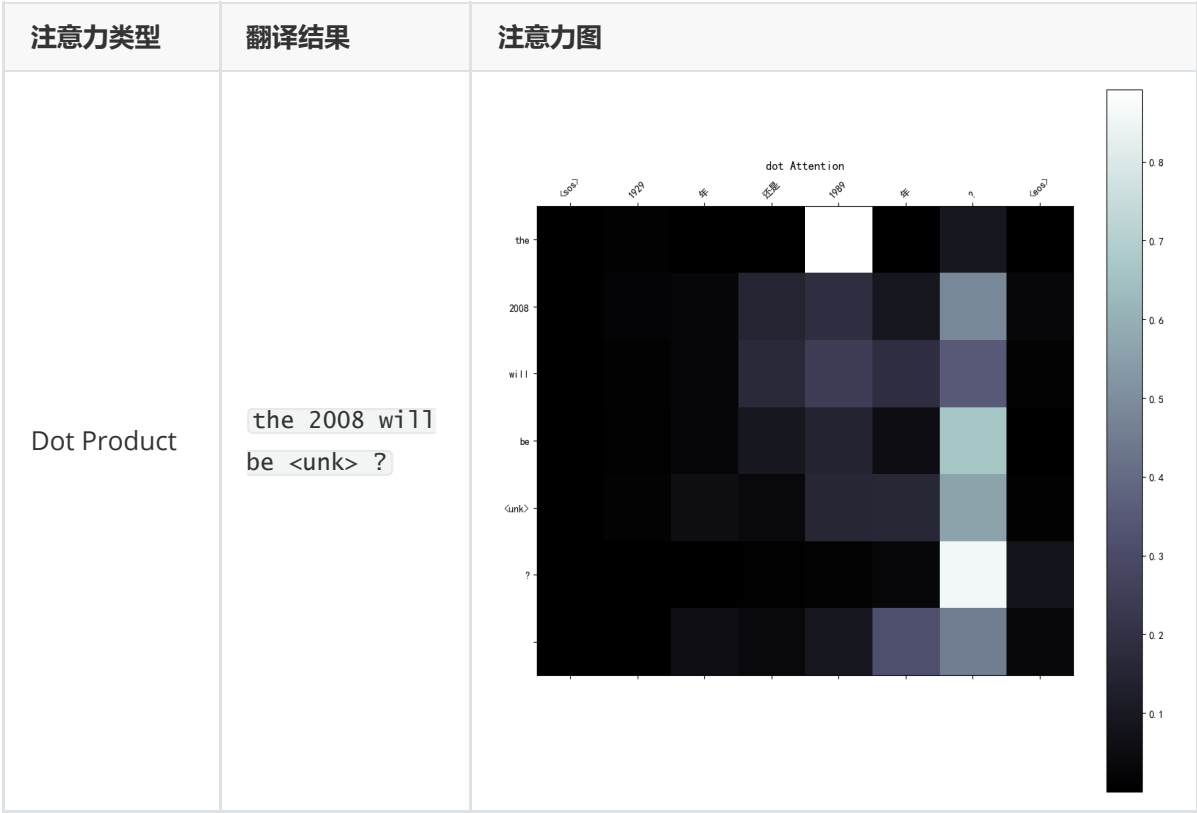 注意力类型 翻译结果 注意力图
dot Attention
<sos> 1929 年 还是 1989 年 ? <eos>
the
2008
will
be
<unk>
?
0.8
0.7
0.6
0.5
0.4
0.3
0.2
0.1
Dot Product
the 2008 will
be <unk> ?